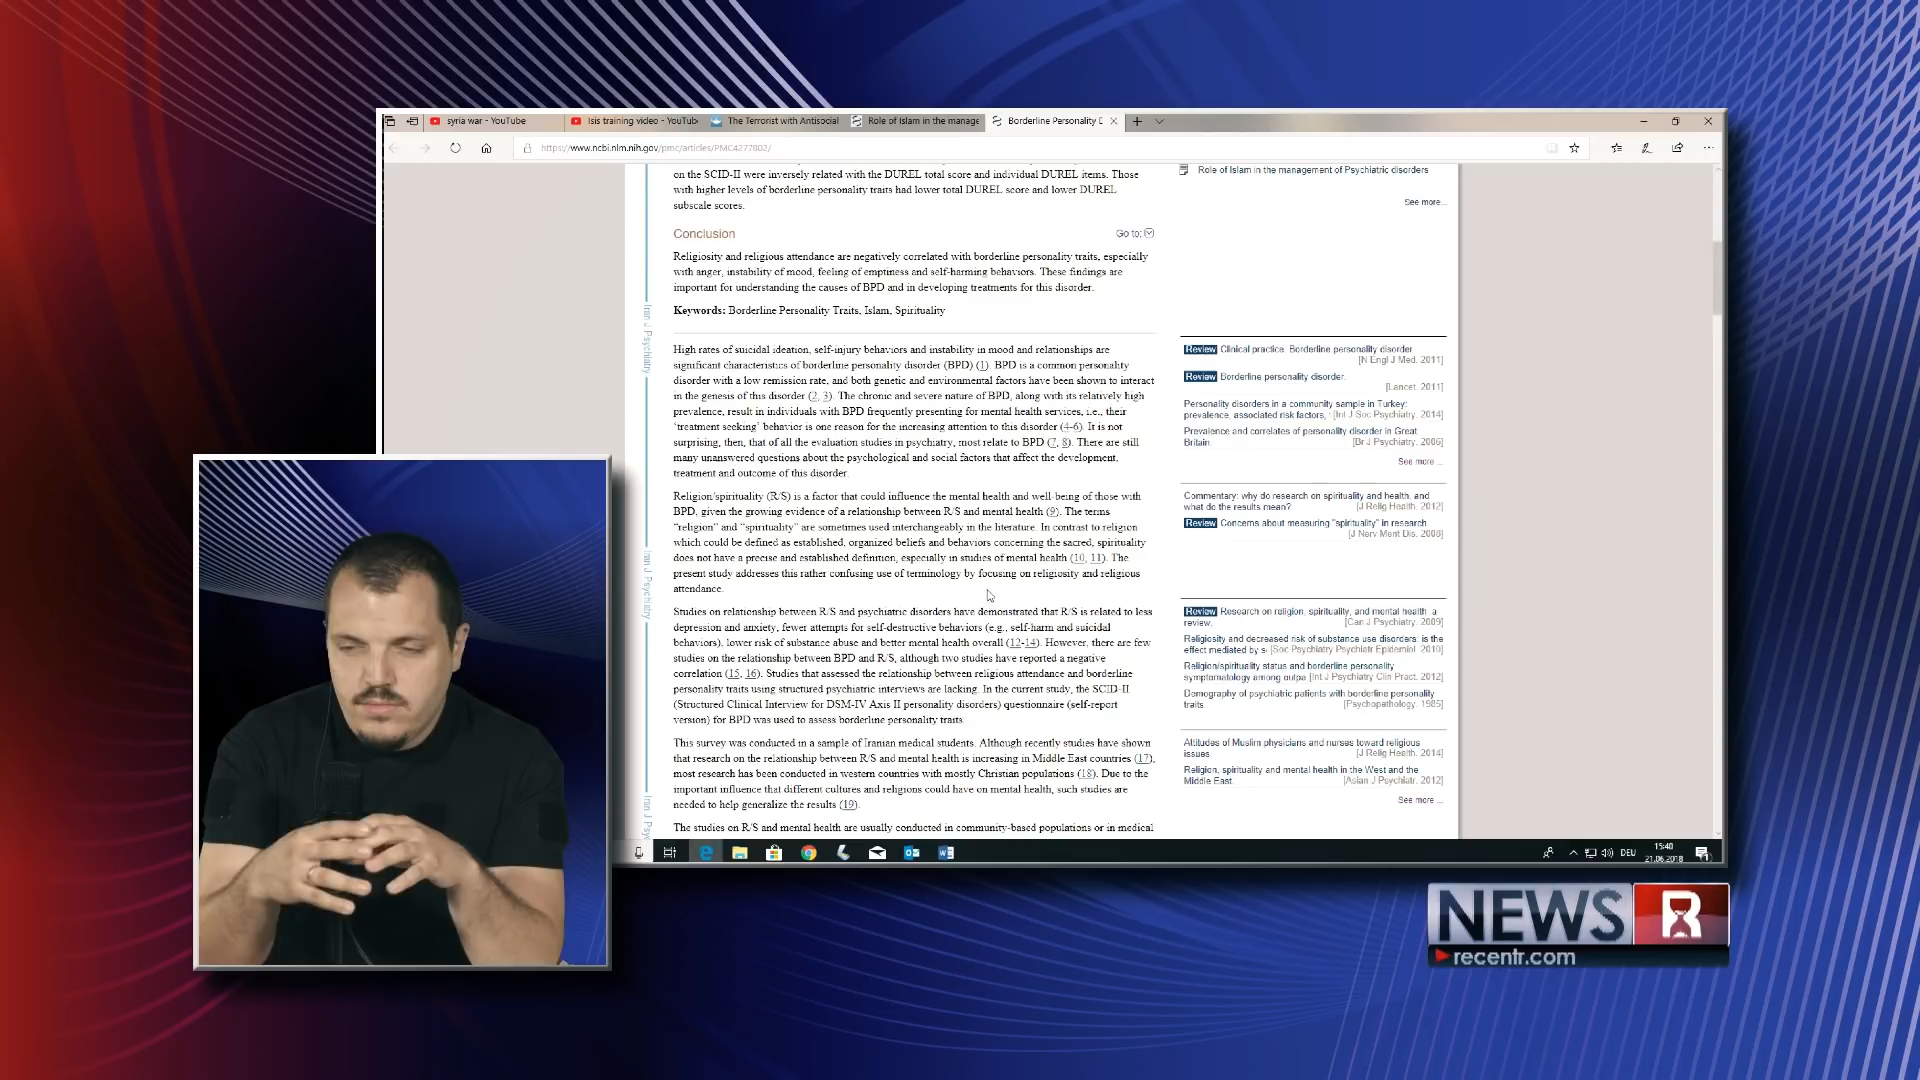 syria war - YouTube
Isis training video - YouTub
The Terrorist with Antisocial
Role of Islam in the manage
Borderline Personality D
https://www.ncbi.nlm.nih.gov/pmc/articles/PMC4277802/
on the SCID-II were inversely related with the DUREL total score and individual DUREL items. Those
with higher levels of borderline personality traits had lower total DUREL score and lower DUREL
subscale scores.
Conclusion
Go to:
Religiosity and religious attendance are negatively correlated with borderline personality traits, especially
with anger, instability of mood, feeling of emptiness and self-harming behaviors. These findings are
important for understanding the causes of BPD and in developing treatments for this disorder.
Keywords: Borderline Personality Traits, Islam, Spirituality
High rates of suicidal ideation, self-injury behaviors and instability in mood and relationships are
significant characteristics of borderline personality disorder (BPD) (1). BPD is a common personality
disorder with a low remission rate, and both genetic and environmental factors have been shown to interact
in the genesis of this disorder (2, 3). The chronic and severe nature of BPD, along with its relatively high
prevalence, result in individuals with BPD frequently presenting for mental health services, i.e., their
‘treatment seeking’ behavior is one reason for the increasing attention to this disorder (4-6). It is not
surprising, then, that of all the evaluation studies in psychiatry, most relate to BPD (7, 8). There are still
many unanswered questions about the psychological and social factors that affect the development,
treatment and outcome of this disorder.
Religion/spirituality (R/S) is a factor that could influence the mental health and well-being of those with
BPD, given the growing evidence of a relationship between R/S and mental health (9). The terms
“religion” and “spirituality” are sometimes used interchangeably in the literature. In contrast to religion
which could be defined as established, organized beliefs and behaviors concerning the sacred, spirituality
does not have a precise and established definition, especially in studies of mental health (10, 11). The
present study addresses this rather confusing use of terminology by focusing on religiosity and religious
attendance.
Studies on relationship between R/S and psychiatric disorders have demonstrated that R/S is related to less
depression and anxiety, fewer attempts for self-destructive behaviors (e.g., self-harm and suicidal
behaviors), lower risk of substance abuse and better mental health overall (12-14). However, there are few
studies on the relationship between BPD and R/S, although two studies have reported a negative
correlation (15, 16). Studies that assessed the relationship between religious attendance and borderline
personality traits using structured psychiatric interviews are lacking. In the current study, the SCID-II
(Structured Clinical Interview for DSM-IV Axis II personality disorders) questionnaire (self-report
version) for BPD was used to assess borderline personality traits.
This survey was conducted in a sample of Iranian medical students. Although recently studies have shown
that research on the relationship between R/S and mental health is increasing in Middle East countries (17),
most research has been conducted in western countries with mostly Christian populations (18). Due to the
important influence that different cultures and religions could have on mental health, such studies are
needed to help generalize the results (19).
The studies on R/S and mental health are usually conducted in community-based populations or in medical
Iran J Psychiatry
Iran J Psychiatry
Iran J Psy
Role of Islam in the management of Psychiatric disorders
See more...
Review Clinical practice. Borderline personality disorder
[N Engl J Med. 2011]
Review Borderline personality disorder.
[Lancet. 2011]
Personality disorders in a community sample in Turkey:
prevalence, associated risk factors, [Int J Soc Psychiatry. 2014]
Prevalence and correlates of personality disorder in Great
Britain. [Br J Psychiatry. 2006]
See more ...
Commentary: why do research on spirituality and health, and
what do the results mean? [J Relig Health. 2012]
Review Concerns about measuring "spirituality" in research
[J Nerv Ment Dis. 2008]
Review Research on religion, spirituality, and mental health a
review. [Can J Psychiatry. 2009]
Religiosity and decreased risk of substance use disorders: is the
effect mediated by s [Soc Psychiatry Psychiatr Epidemiol. 2010]
Religion/spirituality status and borderline personality
symptomatology among outpa [Int J Psychiatry Clin Pract. 2012]
Demography of psychiatric patients with borderline personality
traits. [Psychopathology. 1985]
Attitudes of Muslim physicians and nurses toward religious
issues. [J Relig Health. 2014]
Religion, spirituality and mental health in the West and the
Middle East. [Asian J Psychiatr. 2012]
See more ...
DEU
15:40
21.06.2018
NEWS R
recentr.com